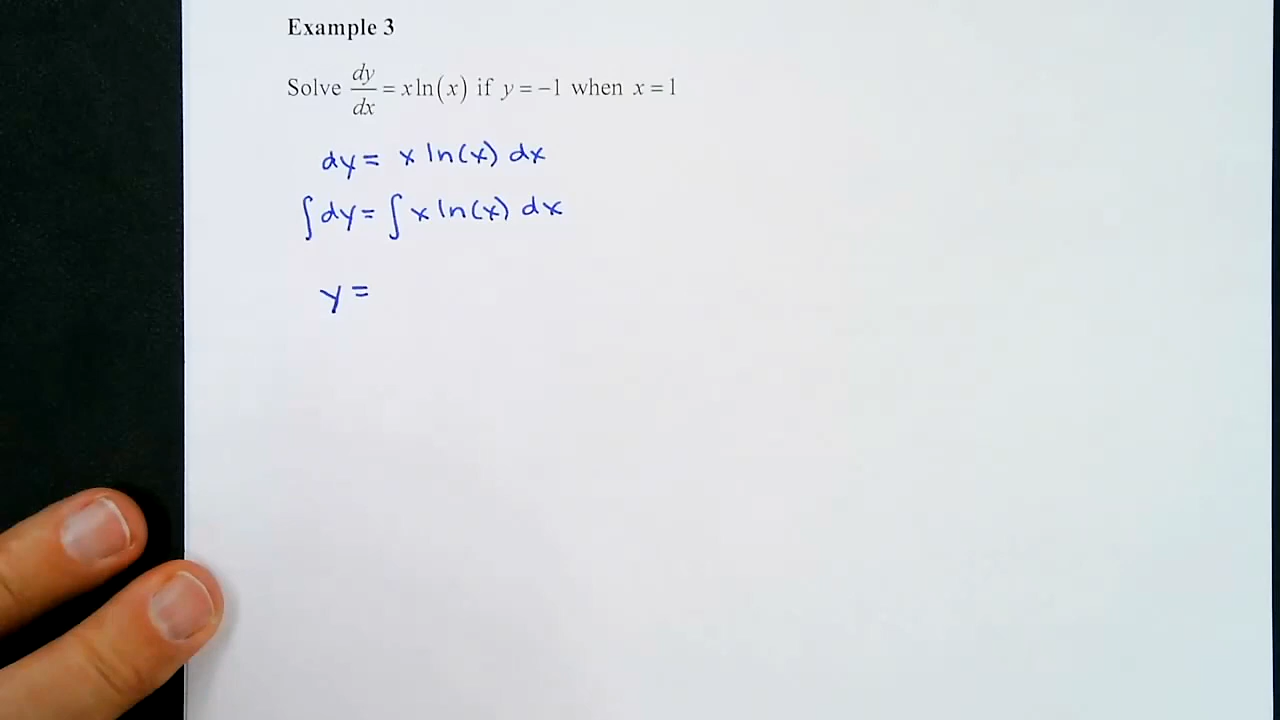 Example 3
Solve dy/dx = x ln(x) if y = −1 when x = 1
dy = x ln(x) dx
∫ dy = ∫ x ln(x) dx
y =